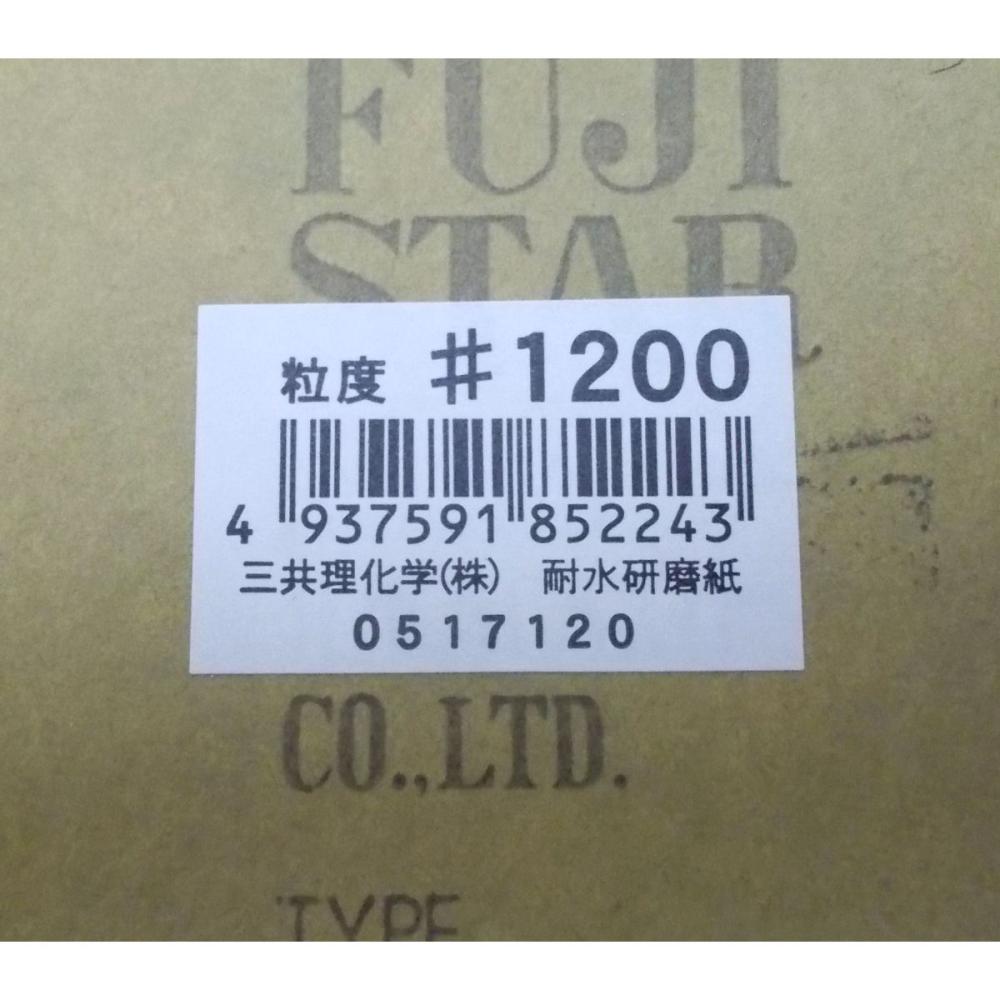 FUJI
STAR
粒度 #1200
4 937591 852243
三共理化学(株) 耐水研磨紙
0517120
CO.,LTD.
TYPE